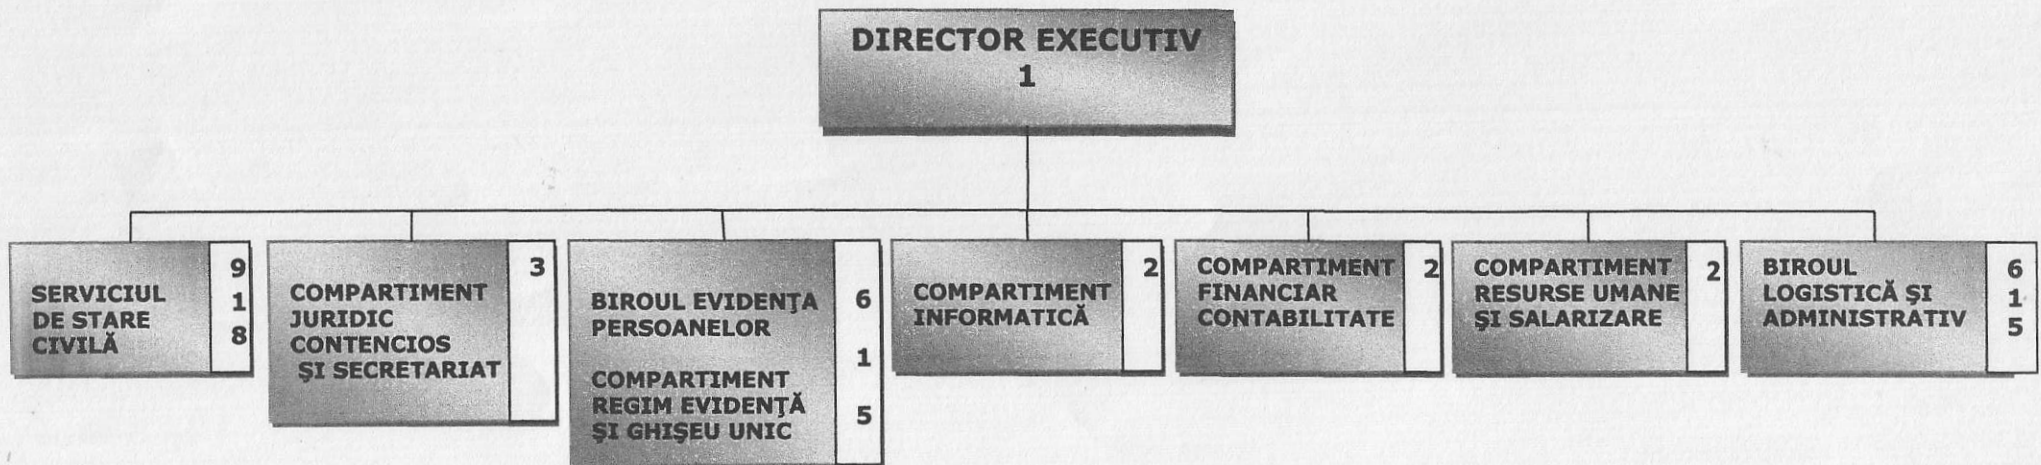 DIRECTOR EXECUTIV
1
SERVICIUL
DE STARE
CIVILĂ
9
1
8
COMPARTIMENT
JURIDIC
CONTENCIOS
ŞI SECRETARIAT
3
BIROUL EVIDENŢA
PERSOANELOR
COMPARTIMENT
REGIM EVIDENŢĂ
ŞI GHIŞEU UNIC
6
1
5
COMPARTIMENT
INFORMATICĂ
2
COMPARTIMENT
FINANCIAR
CONTABILITATE
2
COMPARTIMENT
RESURSE UMANE
ŞI SALARIZARE
2
BIROUL
LOGISTICĂ ŞI
ADMINISTRATIV
6
1
5